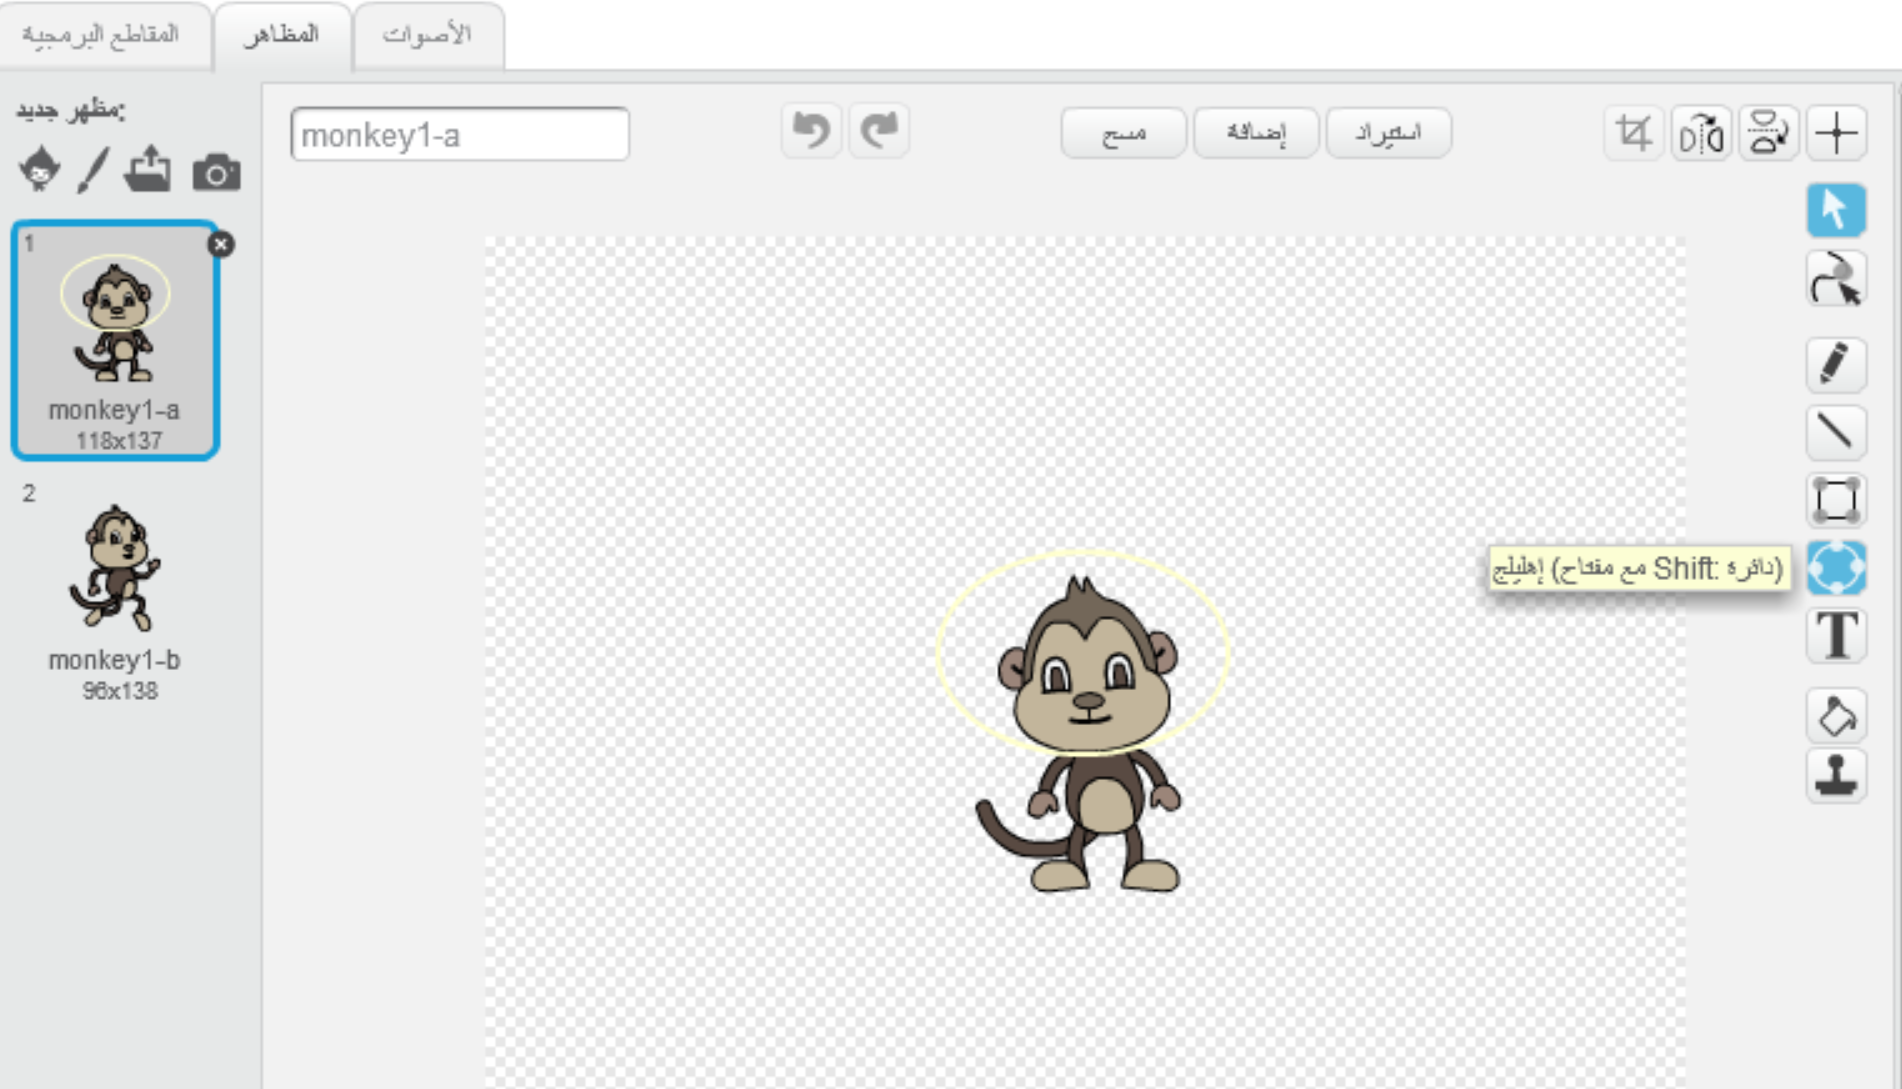 المقاطع البرمجية
المظاهر
الأصوات
مظهر جديد:
monkey1-a
مسح
إضافة
استيراد
1
monkey1-a
118x137
2
monkey1-b
96x138
إهليلج (دائرة :Shift مع مفتاح)
T